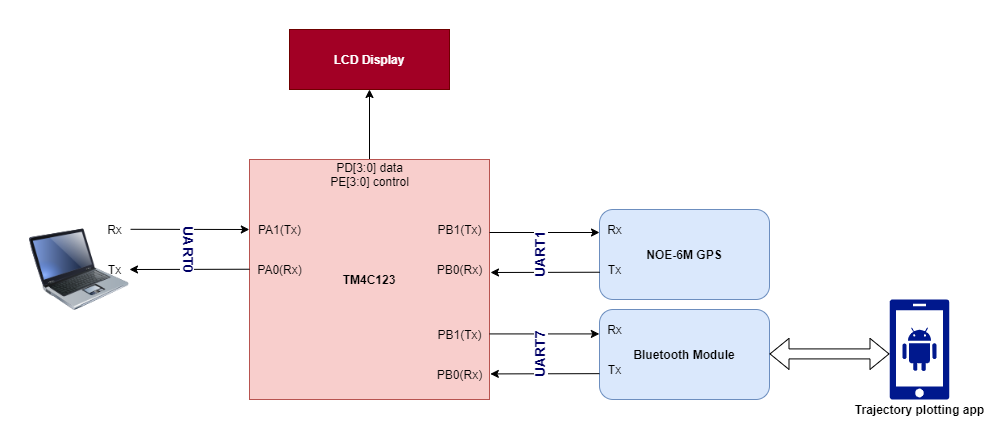 LCD Display
PD[3:0] data
PE[3:0] control
Rx
UART0
PA1(Tx)
PB1(Tx)
UART1
Rx
NOE-6M GPS
Tx
PA0(Rx)
TM4C123
PB0(Rx)
Tx
PB1(Tx)
UART7
Rx
Bluetooth Module
PB0(Rx)
Tx
Trajectory plotting app